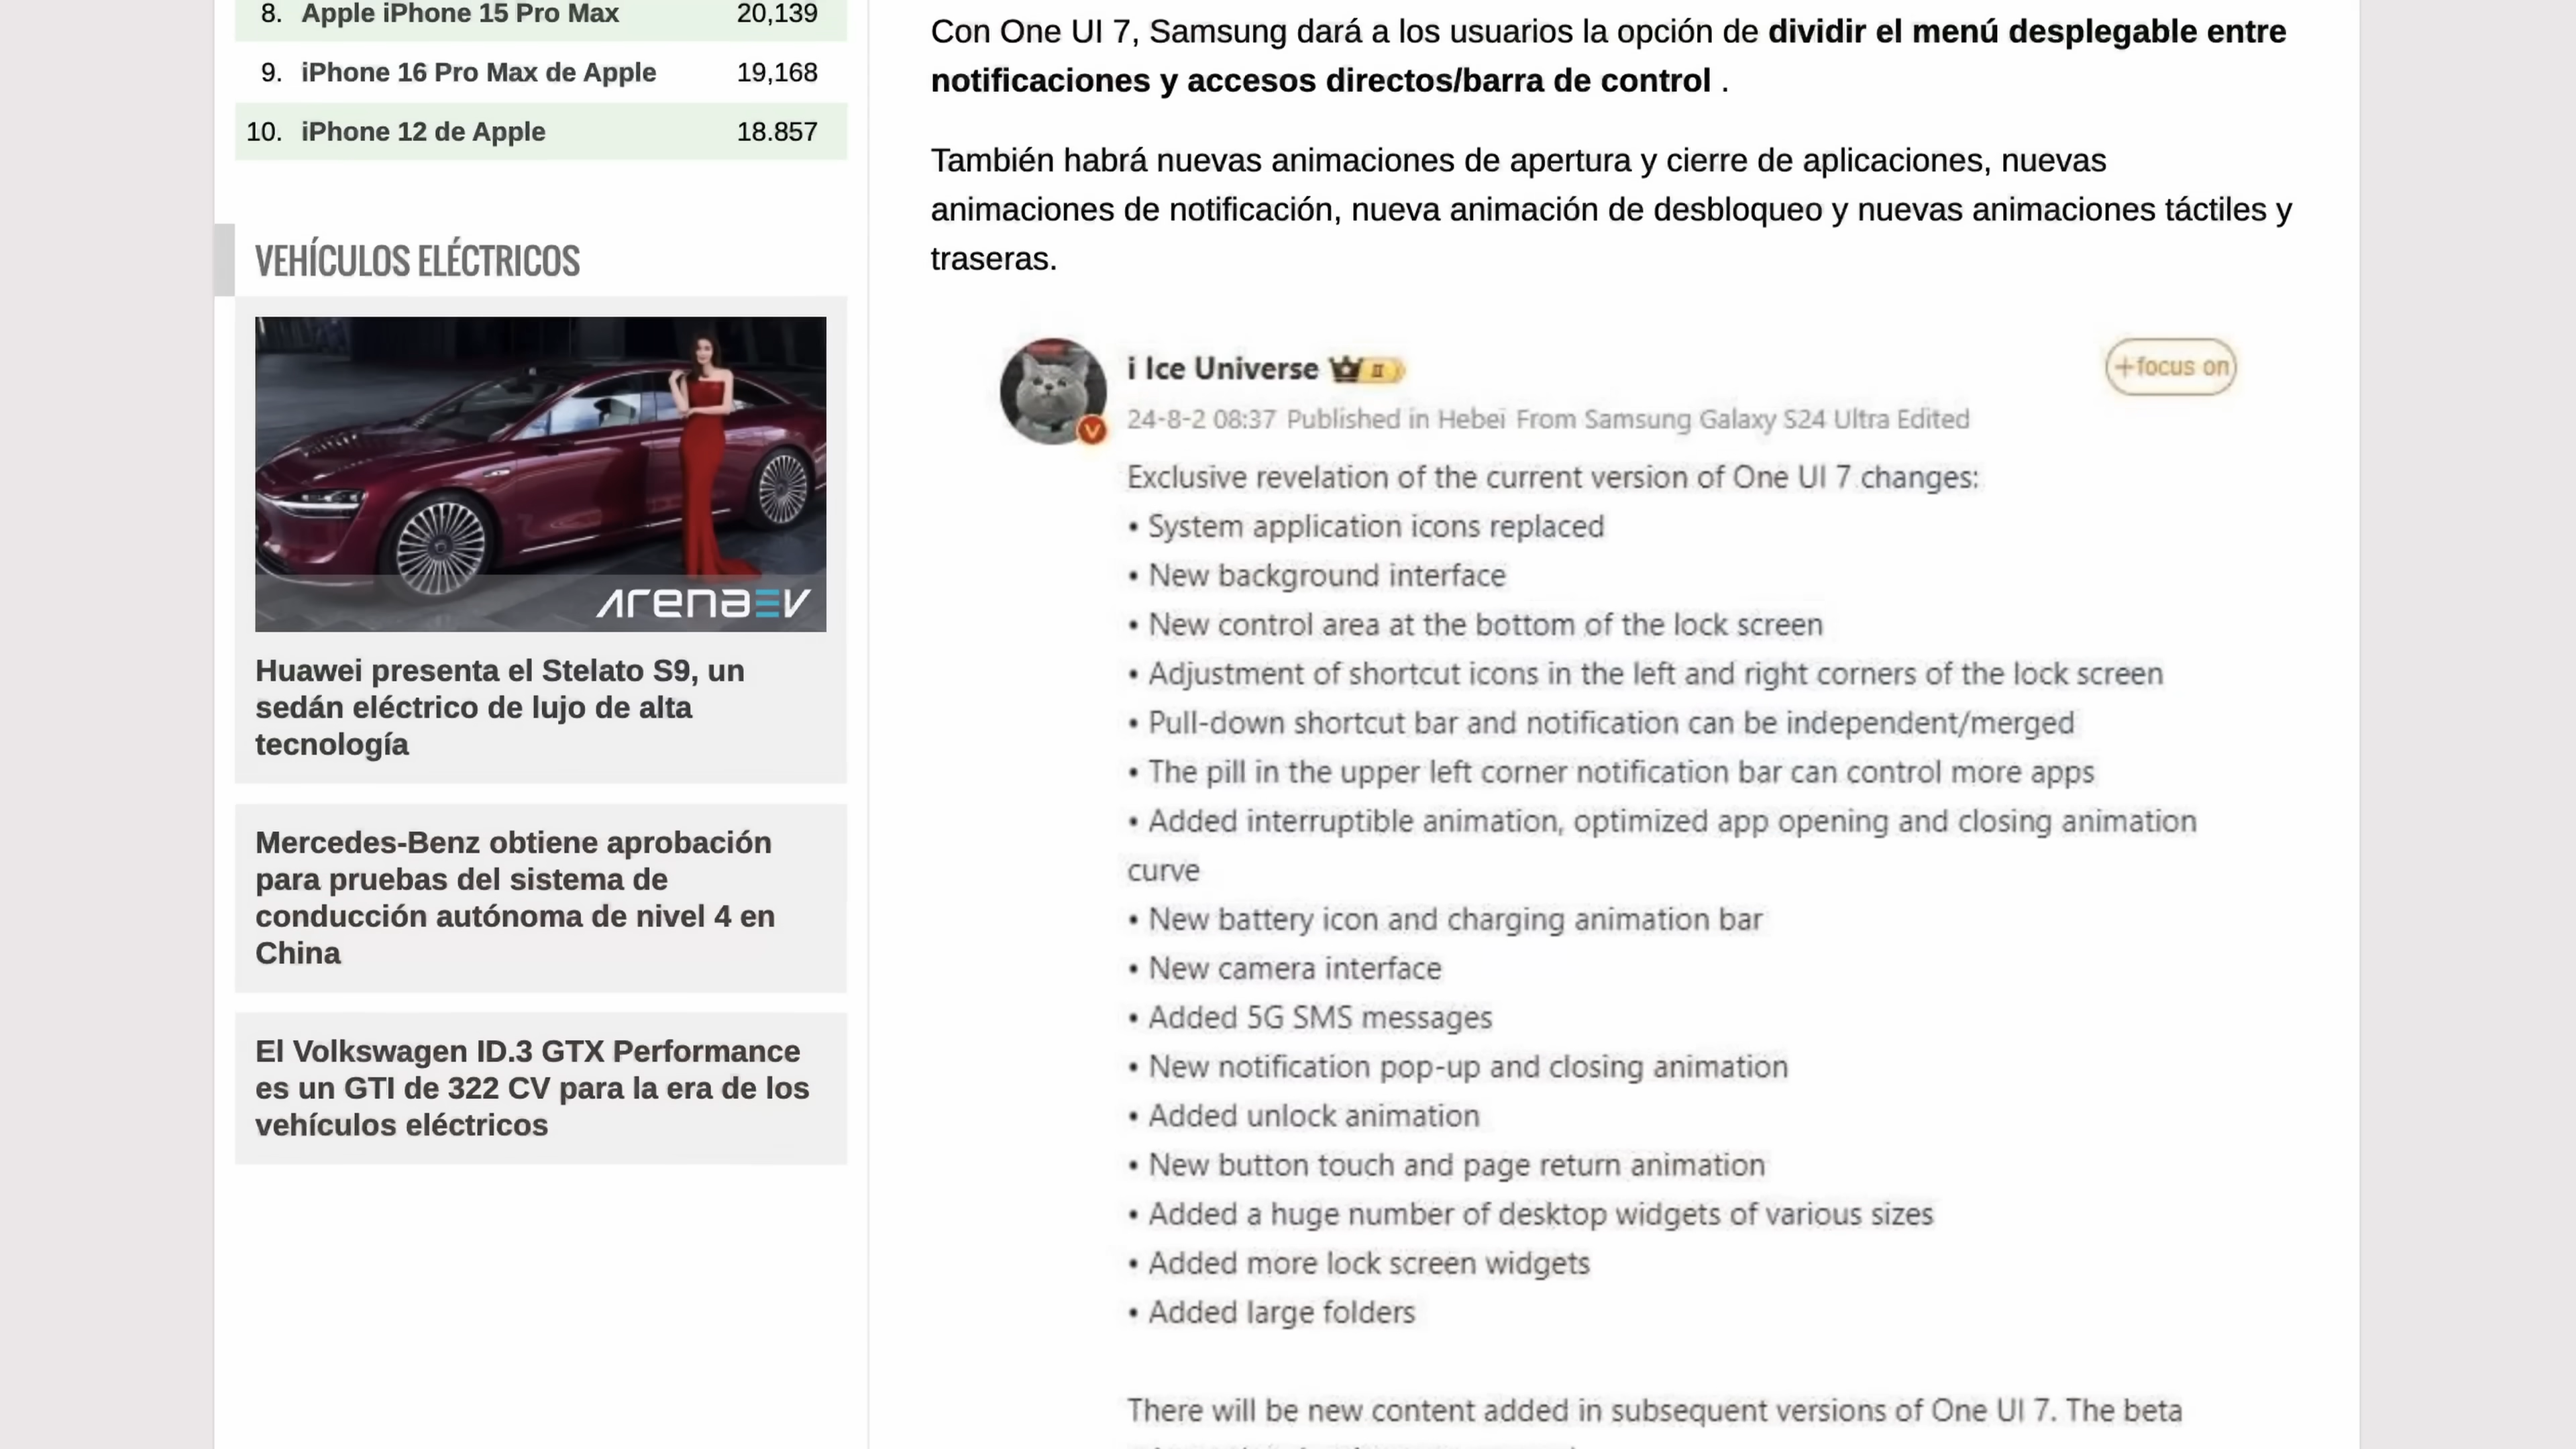 8. Apple iPhone 15 Pro Max 20,139
9. iPhone 16 Pro Max de Apple 19,168
10. iPhone 12 de Apple 18.857
VEHÍCULOS ELÉCTRICOS
arenaEV
Huawei presenta el Stelato S9, un
sedán eléctrico de lujo de alta
tecnología
Mercedes-Benz obtiene aprobación
para pruebas del sistema de
conducción autónoma de nivel 4 en
China
El Volkswagen ID.3 GTX Performance
es un GTI de 322 CV para la era de los
vehículos eléctricos
Con One UI 7, Samsung dará a los usuarios la opción de dividir el menú desplegable entre
notificaciones y accesos directos/barra de control .
También habrá nuevas animaciones de apertura y cierre de aplicaciones, nuevas
animaciones de notificación, nueva animación de desbloqueo y nuevas animaciones táctiles y
traseras.
i Ice Universe II
+focus on
V
24-8-2 08:37 Published in Hebei From Samsung Galaxy S24 Ultra Edited
Exclusive revelation of the current version of One UI 7 changes:
• System application icons replaced
• New background interface
• New control area at the bottom of the lock screen
• Adjustment of shortcut icons in the left and right corners of the lock screen
• Pull-down shortcut bar and notification can be independent/merged
• The pill in the upper left corner notification bar can control more apps
• Added interruptible animation, optimized app opening and closing animation
curve
• New battery icon and charging animation bar
• New camera interface
• Added 5G SMS messages
• New notification pop-up and closing animation
• Added unlock animation
• New button touch and page return animation
• Added a huge number of desktop widgets of various sizes
• Added more lock screen widgets
• Added large folders
There will be new content added in subsequent versions of One UI 7. The beta